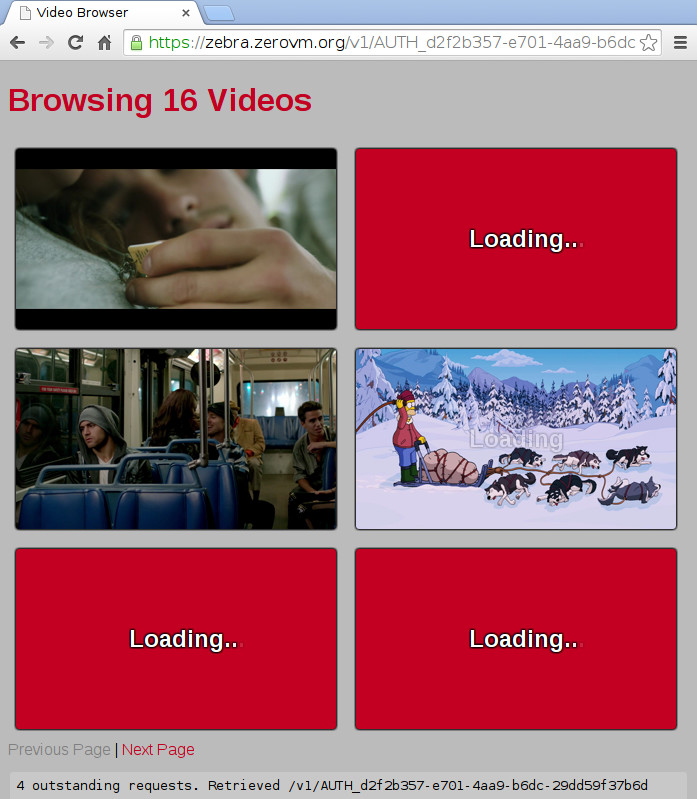 Video Browser
https://zebra.zerovm.org/v1/AUTH_d2f2b357-e701-4aa9-b6dc
Browsing 16 Videos
Loading...
Loading
Loading...
Loading...
Previous Page | Next Page
4 outstanding requests. Retrieved /v1/AUTH_d2f2b357-e701-4aa9-b6dc-29dd59f37b6d